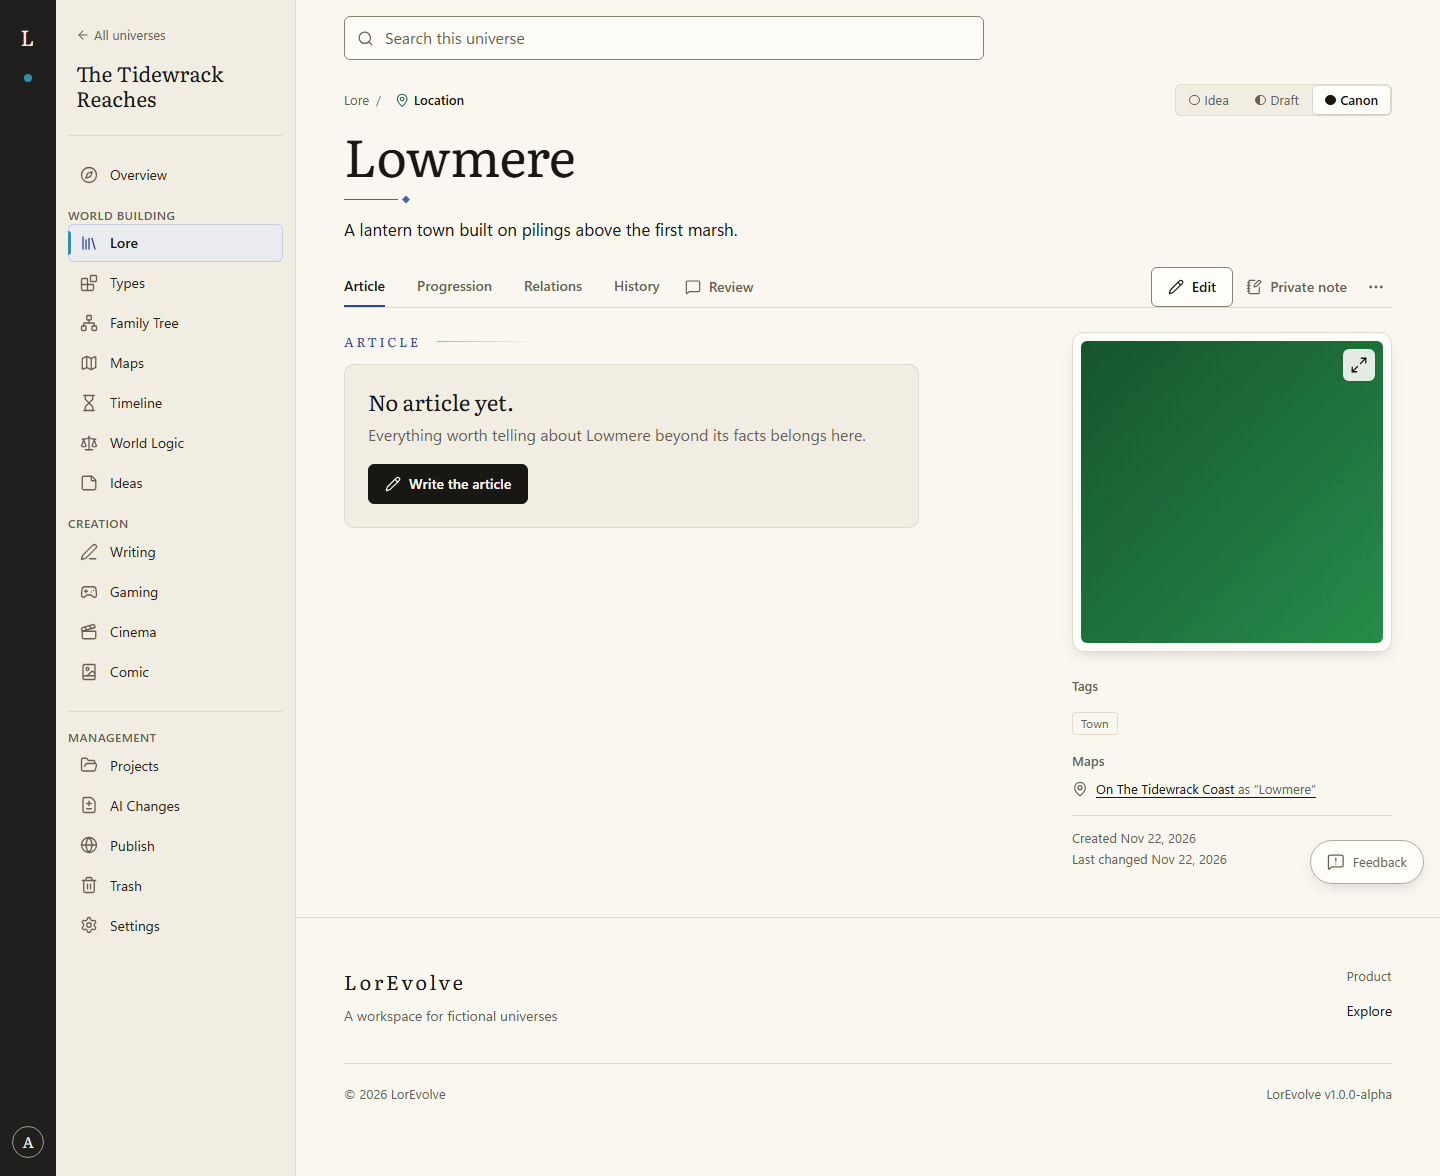 L
All universes
The Tidewrack
Reaches
Overview
WORLD BUILDING
Lore
Types
Family Tree
Maps
Timeline
World Logic
Ideas
CREATION
Writing
Gaming
Cinema
Comic
MANAGEMENT
Projects
AI Changes
Publish
Trash
Settings
A
Search this universe
Lore / Location
Idea Draft Canon
Lowmere
A lantern town built on pilings above the first marsh.
Article Progression Relations History Review
Edit Private note
ARTICLE
No article yet.
Everything worth telling about Lowmere beyond its facts belongs here.
Write the article
Tags
Town
Maps
On The Tidewrack Coast as “Lowmere”
Created Nov 22, 2026
Last changed Nov 22, 2026
Feedback
LorEvolve
A workspace for fictional universes
Product
Explore
© 2026 LorEvolve
LorEvolve v1.0.0-alpha